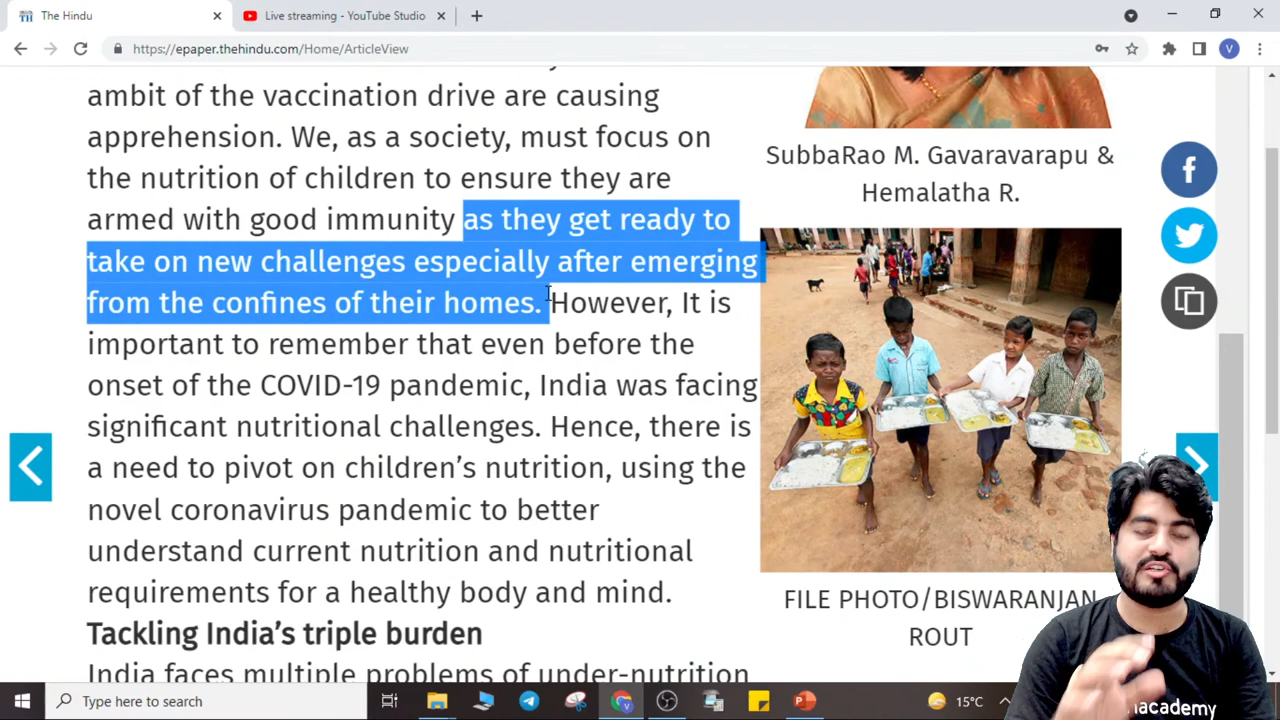 The Hindu
Live streaming - YouTube Studio
https://epaper.thehindu.com/Home/ArticleView
V
ambit of the vaccination drive are causing
apprehension. We, as a society, must focus on
the nutrition of children to ensure they are
armed with good immunity as they get ready to
take on new challenges especially after emerging
from the confines of their homes. However, It is
important to remember that even before the
onset of the COVID-19 pandemic, India was facing
significant nutritional challenges. Hence, there is
a need to pivot on children's nutrition, using the
novel coronavirus pandemic to better
understand current nutrition and nutritional
requirements for a healthy body and mind.
Tackling India's triple burden
India faces multiple problems of under-nutrition
SubbaRao M. Gavaravarapu &
Hemalatha R.
FILE PHOTO/BISWARANJAN
ROUT
Type here to search
15°C
nacademy